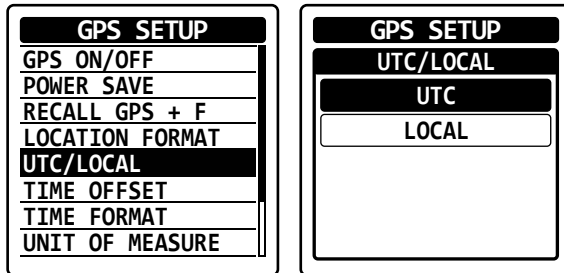 GPS SETUP
GPS ON/OFF
POWER SAVE
RECALL GPS + F
LOCATION FORMAT
UTC/LOCAL
TIME OFFSET
TIME FORMAT
UNIT OF MEASURE
GPS SETUP
UTC/LOCAL
UTC
LOCAL